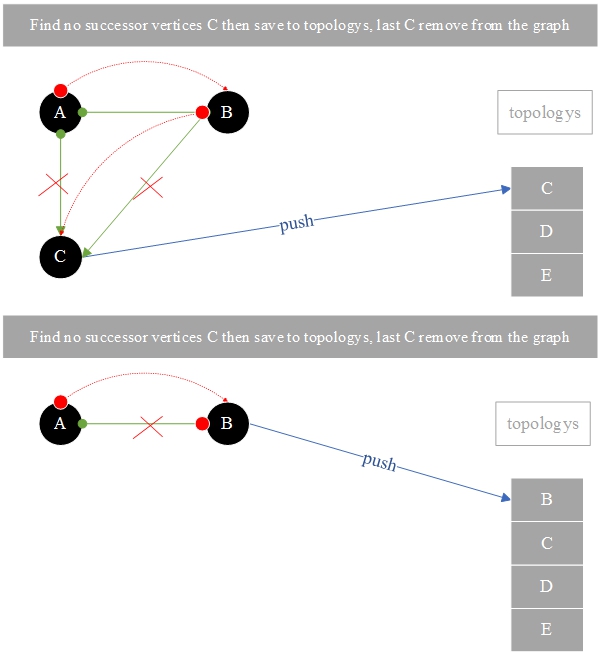 Find no successor vertices C then save to topologys, last C remove from the graph
A
B
topologys
C
push
D
C
E
Find no successor vertices C then save to topologys, last C remove from the graph
A
B
topologys
push
B
C
D
E